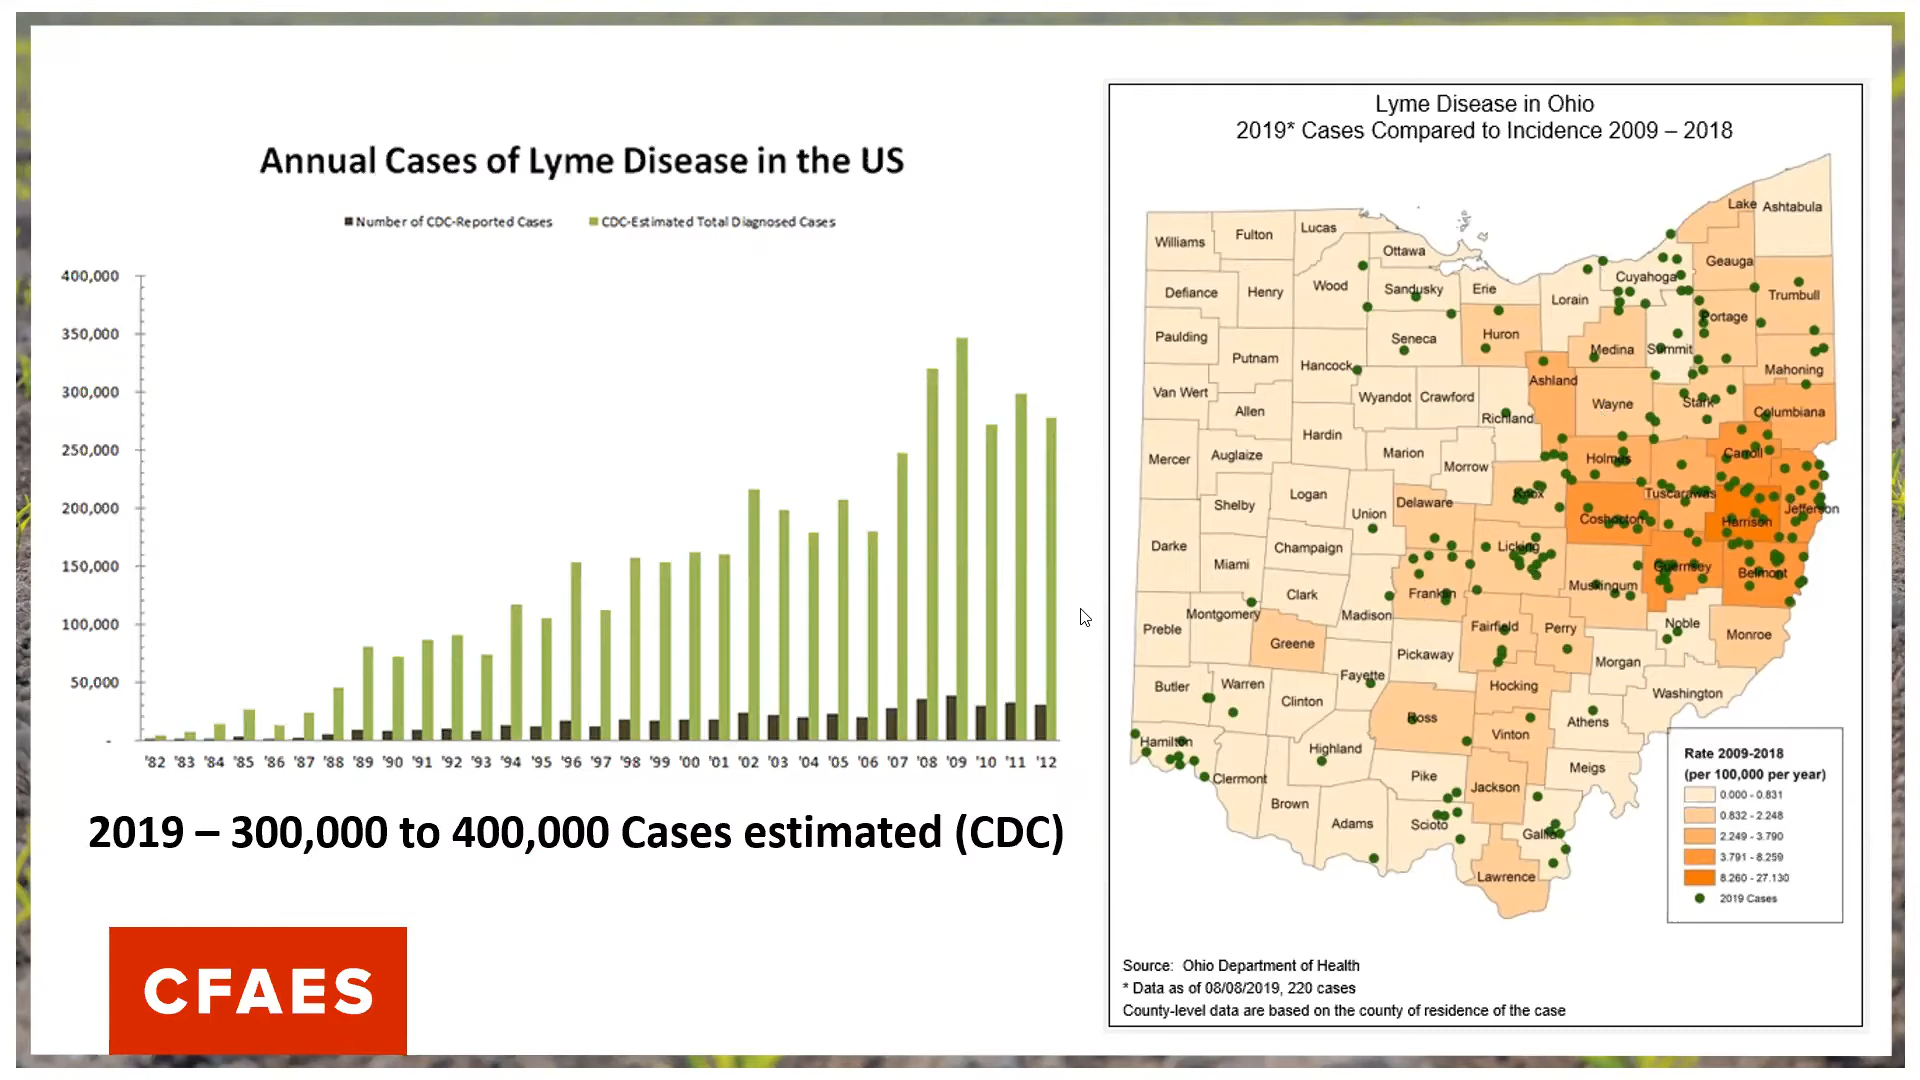 Annual Cases of Lyme Disease in the US
Number of CDC-Reported Cases
CDC-Estimated Total Diagnosed Cases
400,000
350,000
300,000
250,000
200,000
150,000
100,000
50,000
-
'82 '83 '84 '85 '86 '87 '88 '89 '90 '91 '92 '93 '94 '95 '96 '97 '98 '99 '00 '01 '02 '03 '04 '05 '06 '07 '08 '09 '10 '11 '12
2019 – 300,000 to 400,000 Cases estimated (CDC)
CFAES
Lyme Disease in Ohio
2019* Cases Compared to Incidence 2009 – 2018
Williams
Fulton
Lucas
Ottawa
Lake
Ashtabula
Defiance
Henry
Wood
Sandusky
Erie
Lorain
Cuyahoga
Geauga
Trumbull
Paulding
Putnam
Hancock
Seneca
Huron
Medina
Summit
Portage
Mahoning
Van Wert
Allen
Wyandot
Crawford
Richland
Ashland
Wayne
Stark
Columbiana
Mercer
Auglaize
Hardin
Marion
Morrow
Holmes
Carroll
Shelby
Logan
Union
Delaware
Knox
Coshocton
Tuscarawas
Harrison
Jefferson
Darke
Miami
Champaign
Licking
Guernsey
Belmont
Clark
Madison
Franklin
Muskingum
Preble
Montgomery
Greene
Fayette
Pickaway
Fairfield
Perry
Morgan
Noble
Monroe
Butler
Warren
Clinton
Ross
Hocking
Athens
Washington
Hamilton
Clermont
Highland
Pike
Vinton
Meigs
Brown
Adams
Scioto
Jackson
Gallia
Lawrence
Rate 2009-2018
(per 100,000 per year)
0.000 - 0.831
0.832 - 2.248
2.249 - 3.790
3.791 - 8.259
8.260 - 27.130
2019 Cases
Source: Ohio Department of Health
* Data as of 08/08/2019, 220 cases
County-level data are based on the county of residence of the case